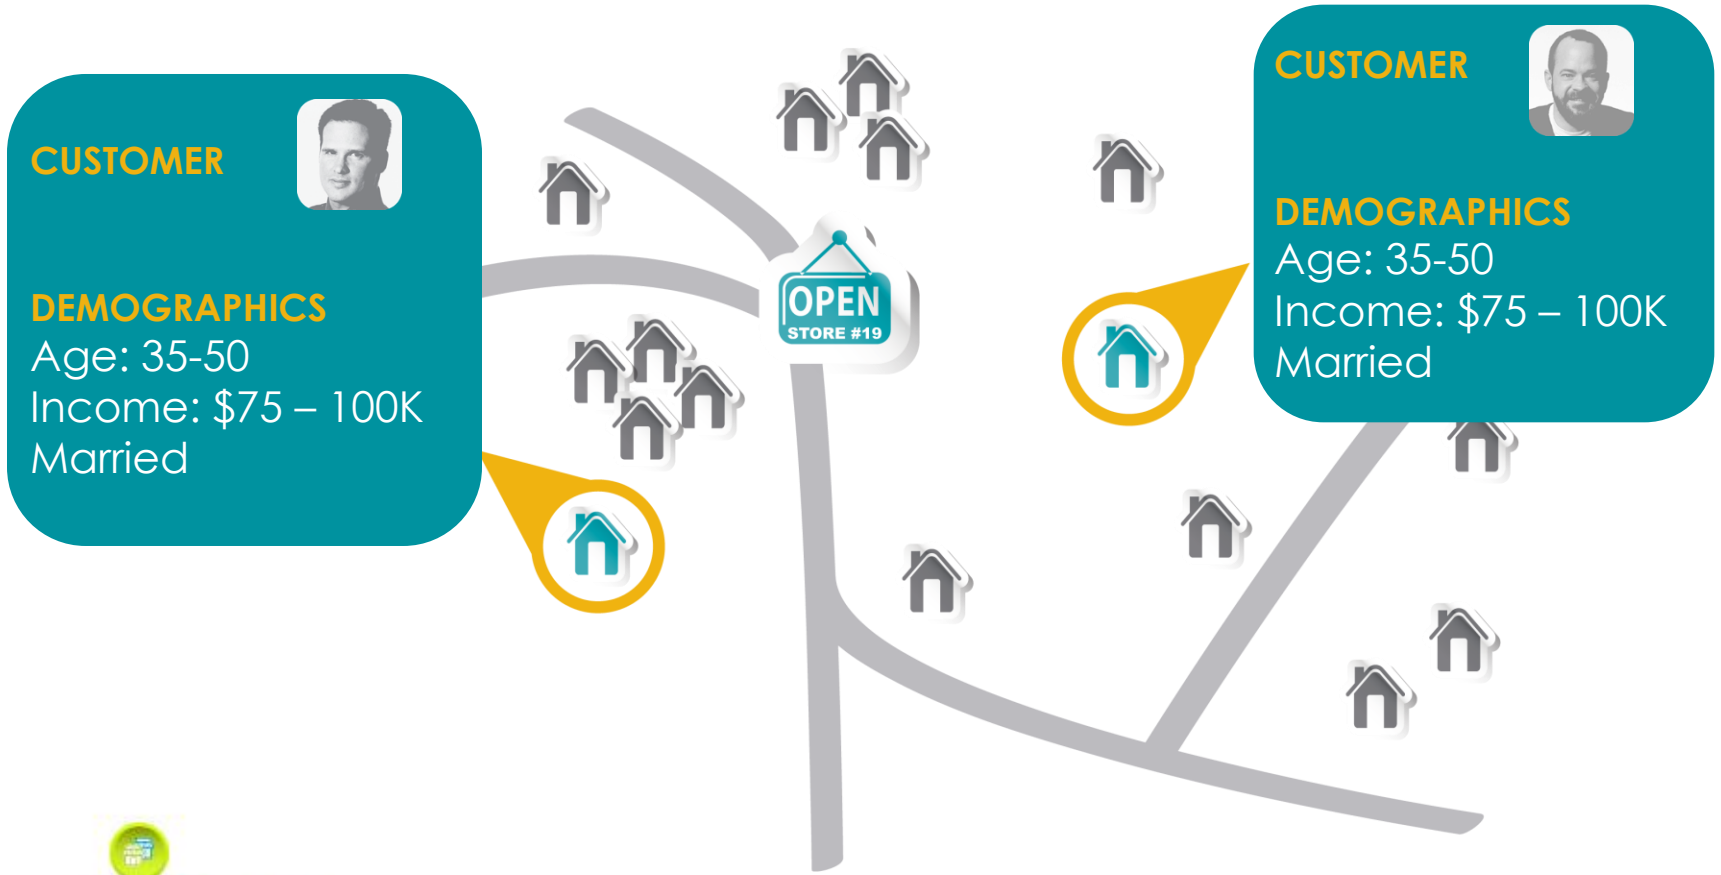 CUSTOMER
DEMOGRAPHICS
Age: 35-50
Income: $75 – 100K
Married
OPEN
STORE #19
CUSTOMER
DEMOGRAPHICS
Age: 35-50
Income: $75 – 100K
Married